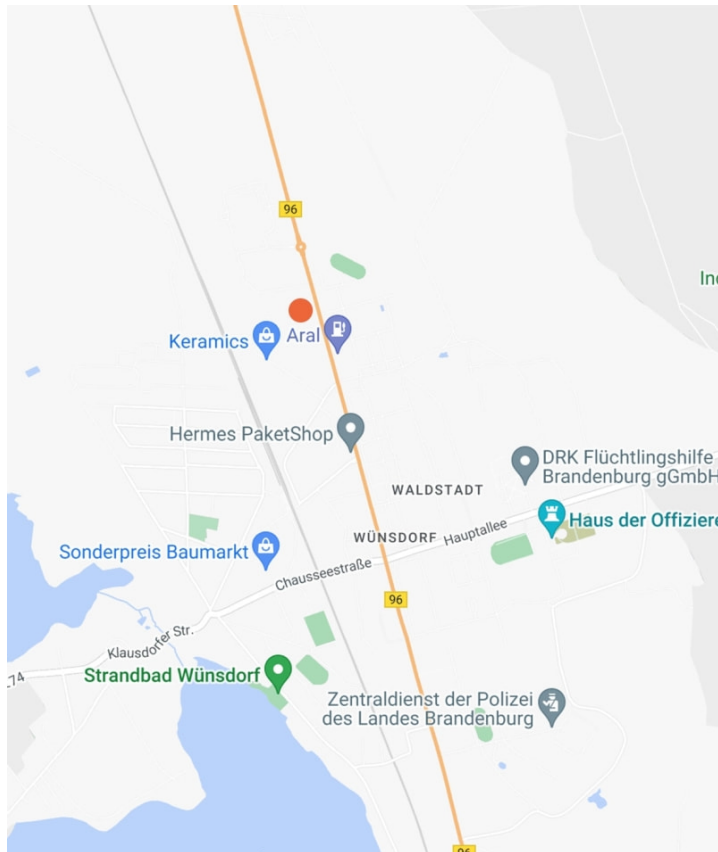 96
Inc
Keramics
Aral
Hermes PaketShop
DRK Flüchtlingshilfe
Brandenburg gGmbH
WALDSTADT
Haus der Offiziere
WÜNSDORF
Hauptallee
Sonderpreis Baumarkt
Chausseestraße
96
Klausdorfer Str.
L74
Strandbad Wünsdorf
Zentraldienst der Polizei
des Landes Brandenburg
96